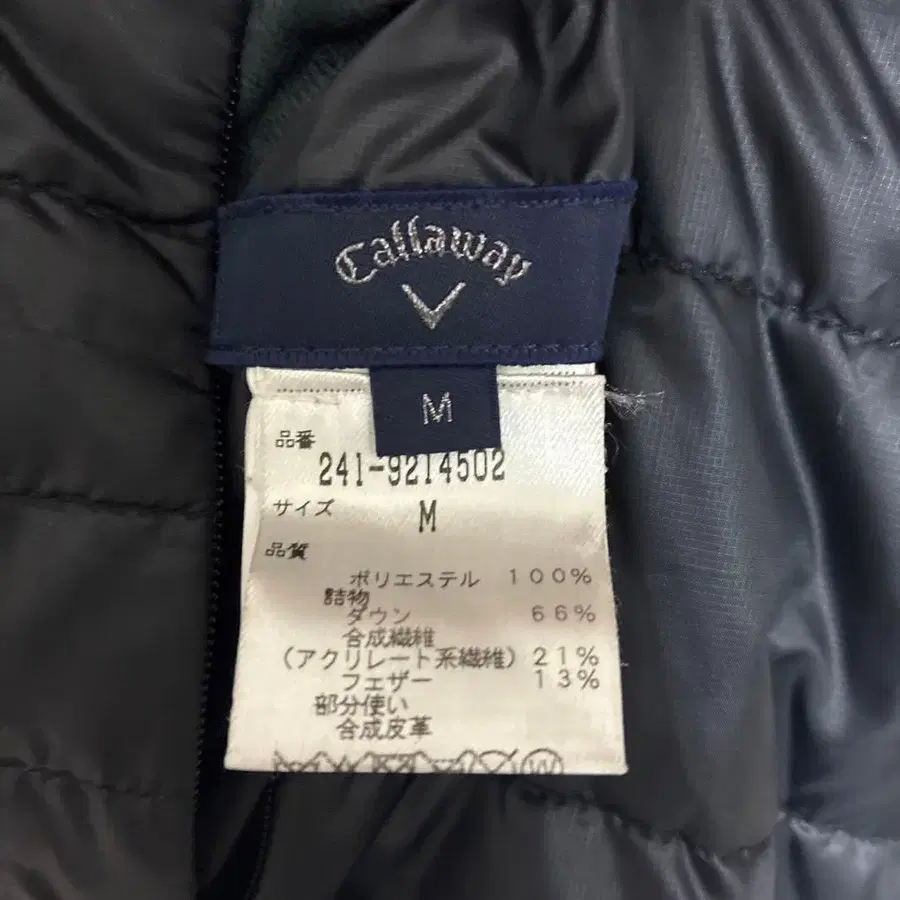 Callaway
M
品番
241-9214502
サイズ M
品質
ポリエステル 100%
詰物
ダウン 66%
合成繊維
(アクリレート系繊維) 21%
フェザー 13%
部分使い
合成皮革
W